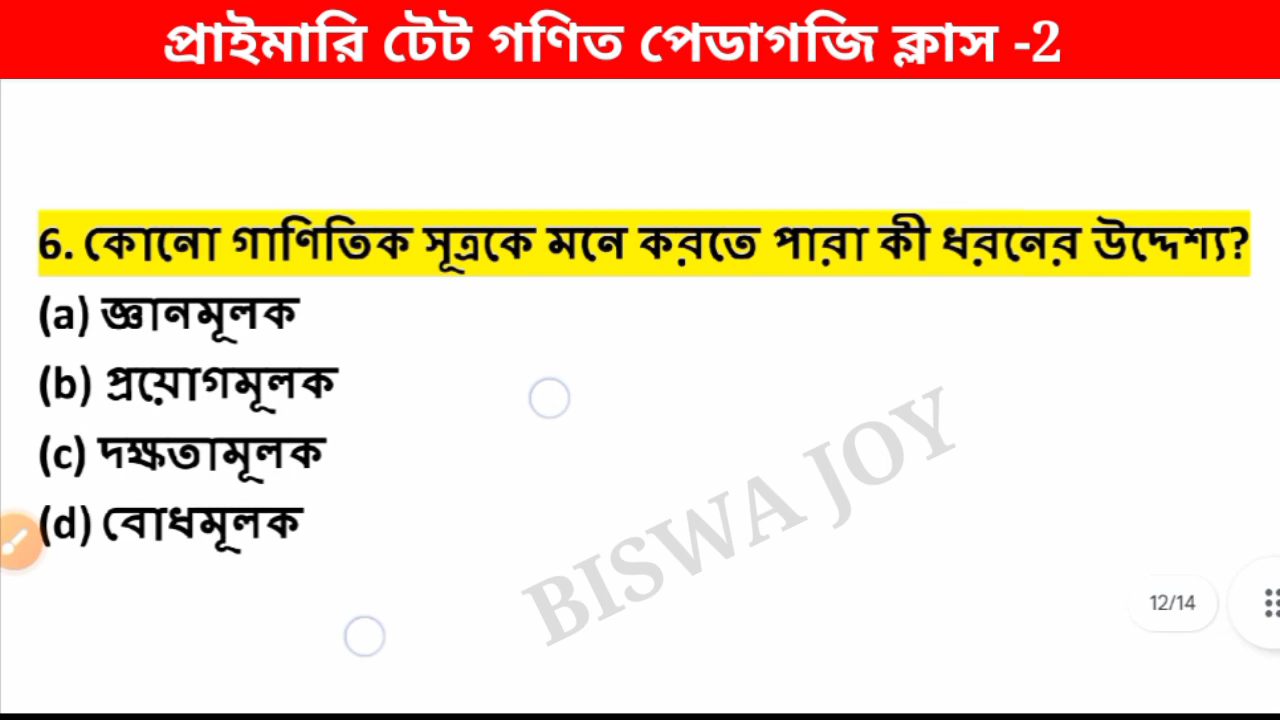 প্রাইমারি টেট গণিত পেডাগজি ক্লাস -2
6. কোনো গাণিতিক সূত্রকে মনে করতে পারা কী ধরনের উদ্দেশ্য?
(a) জ্ঞানমূলক
(b) প্রয়োগমূলক
(c) দক্ষতামূলক
(d) বোধমূলক
BISWA JOY
12/14